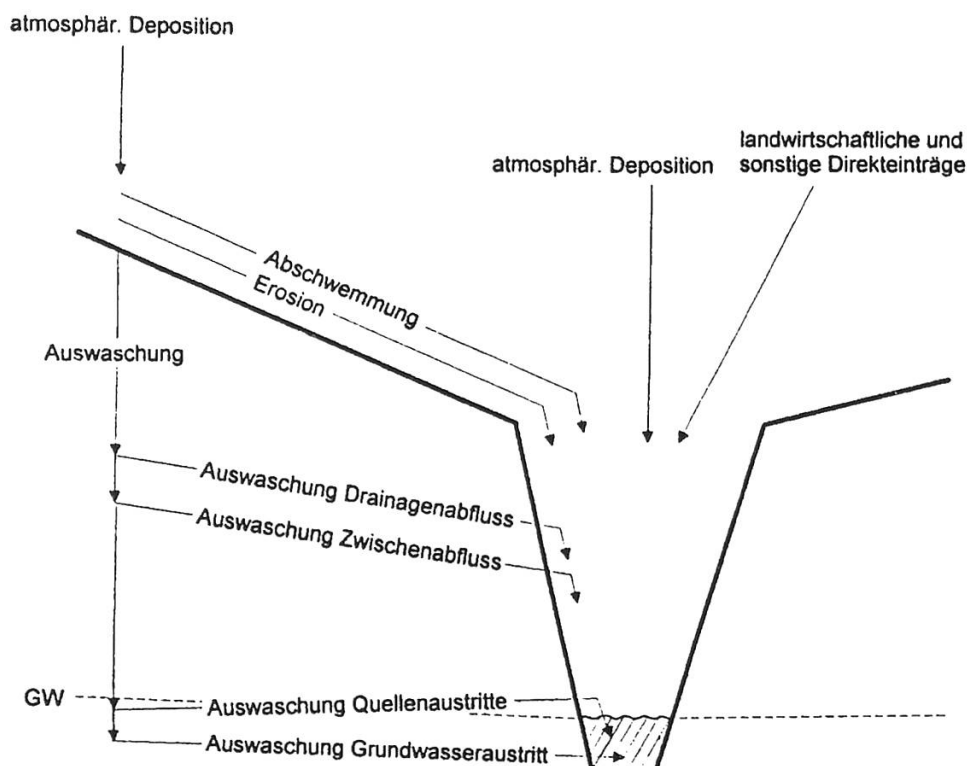 atmosphär. Deposition
landwirtschaftliche und
sonstige Direkteinträge
atmosphär. Deposition
Abschwemmung
Erosion
Auswaschung
Auswaschung Drainagenabfluss
Auswaschung Zwischenabfluss
GW
Auswaschung Quellenaustritte
Auswaschung Grundwasseraustritt